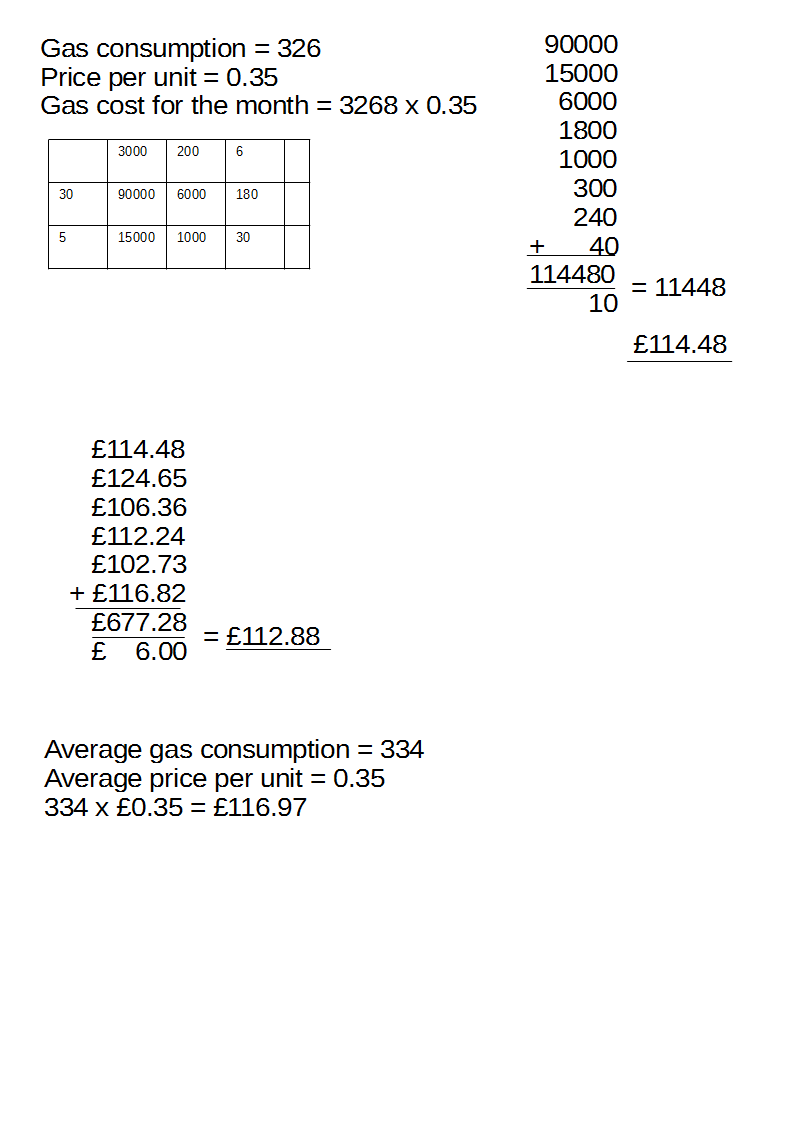 Gas consumption = 326
Price per unit = 0.35
Gas cost for the month = 3268 x 0.35
3000 200 6
30 90000 6000 180
5 15000 1000 30
90000
15000
6000
1800
1000
300
240
+ 40
114480
10
= 11448
£114.48
£114.48
£124.65
£106.36
£112.24
£102.73
+ £116.82
£677.28
£ 6.00
= £112.88
Average gas consumption = 334
Average price per unit = 0.35
334 x £0.35 = £116.97